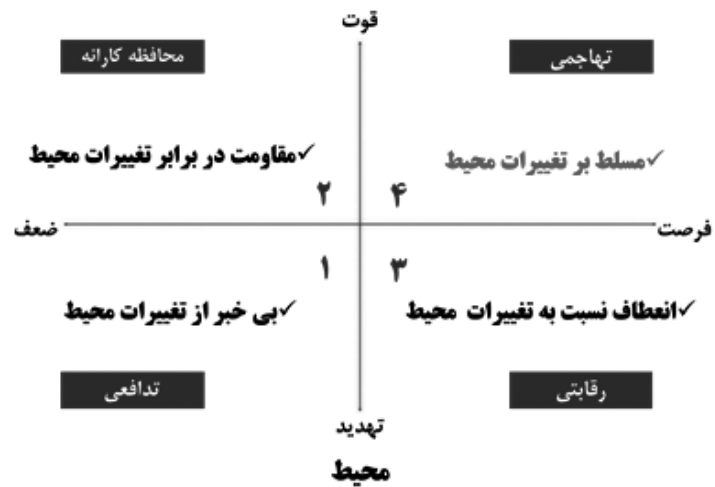 قوت
تهاجمی
محافظه کارانه
✓مسلط بر تغییرات محیط
✓مقاومت در برابر تغییرات محیط
۴
۲
فرصت
ضعف
۳
۱
✓انعطاف نسبت به تغییرات محیط
✓بی خبر از تغییرات محیط
رقابتی
تدافعی
تهدید
محیط